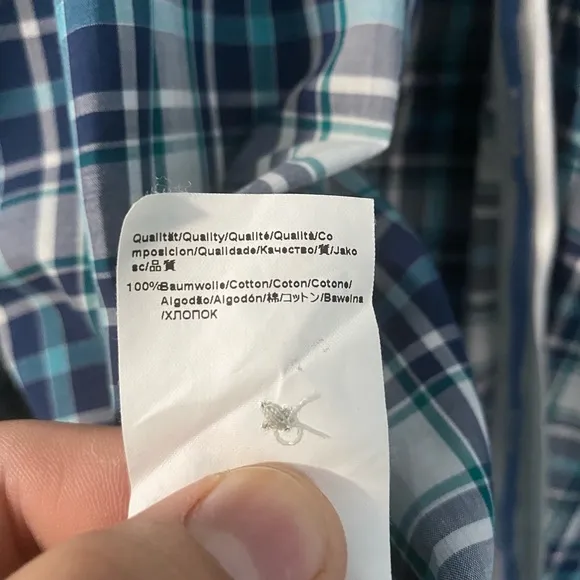 Qualität/Quality/Qualité/Qualità/Co
mposicion/Qualidade/Качество/質/Jako
sc/品質
100%Baumwolle/Cotton/Coton/Cotone/
Algodão/Algodón/棉/コットン/Bawelna
/ХЛОПОК